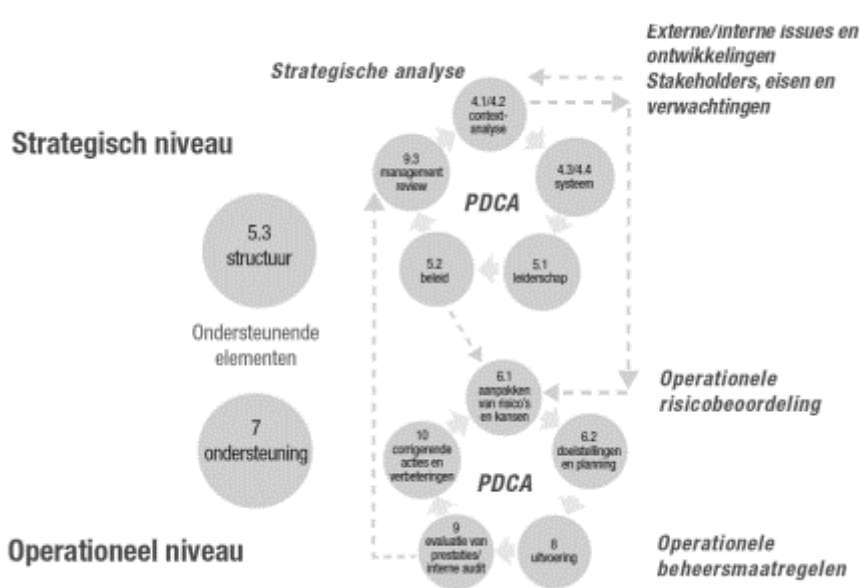 Externe/interne issues en
ontwikkelingen
Stakeholders, eisen en
verwachtingen
Strategische analyse
4.1/4.2
context-
analyse
Strategisch niveau
9.3
management
review
4.3/4.4
systeem
PDCA
5.3
structuur
5.2
beleid
5.1
leiderschap
Ondersteunende
elementen
6.1
aanpakken
van risico's
en kansen
Operationele
risicobeoordeling
7
ondersteuning
10
corrigerende
acties en
verbeteringen
6.2
doelstellingen
en planning
PDCA
Operationeel niveau
9
evaluatie van
prestaties/
interne audit
8
uitvoering
Operationele
beheersmaatregelen